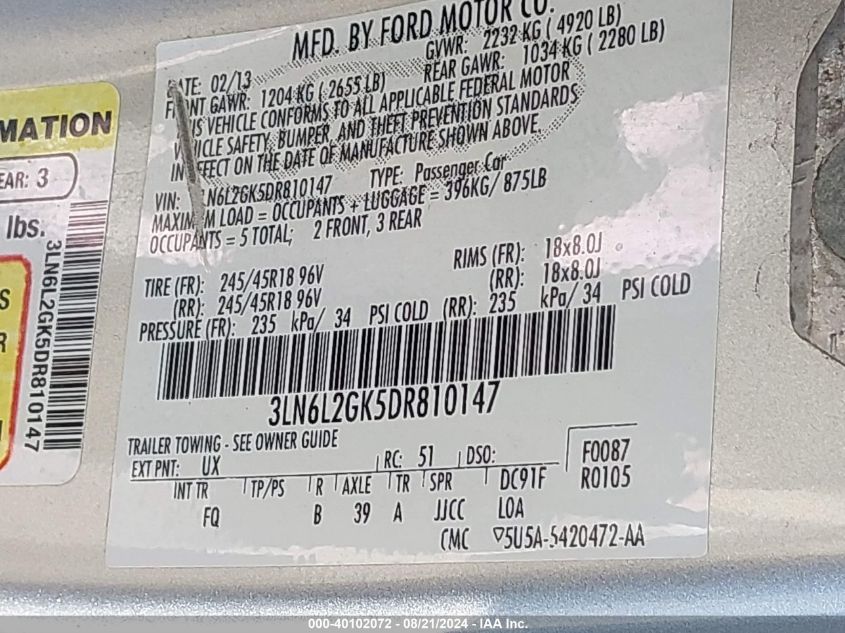 MFD. BY FORD MOTOR CO.
DATE: 02/13 GVWR: 2232 KG ( 4920 LB)
FRONT GAWR: 1204 KG ( 2655 LB) REAR GAWR: 1034 KG ( 2280 LB)
THIS VEHICLE CONFORMS TO ALL APPLICABLE FEDERAL MOTOR
VEHICLE SAFETY, BUMPER, AND THEFT PREVENTION STANDARDS
IN EFFECT ON THE DATE OF MANUFACTURE SHOWN ABOVE.
VIN: 3LN6L2GK5DR810147 TYPE: Passenger Car
MAXIMUM LOAD = OCCUPANTS + LUGGAGE = 396KG/ 875LB
OCCUPANTS = 5 TOTAL; 2 FRONT, 3 REAR
TIRE (FR): 245/45R18 96V RIMS (FR): 18x8.0J
(RR): 245/45R18 96V (RR): 18x8.0J
PRESSURE (FR): 235 kPa/ 34 PSI COLD (RR): 235 kPa/ 34 PSI COLD
3LN6L2GK5DR810147
TRAILER TOWING - SEE OWNER GUIDE
EXT PNT: UX RC: 51 DSO: F0087
INT TR TP/PS R AXLE TR SPR DC91F R0105
FQ B 39 A JJCC LOA
CMC ▽5U5A-5420472-AA
MATION
EAR: 3
lbs.
3LN6L2GK5DR810147
S
R
000-40102072 - 08/21/2024 - IAA Inc.